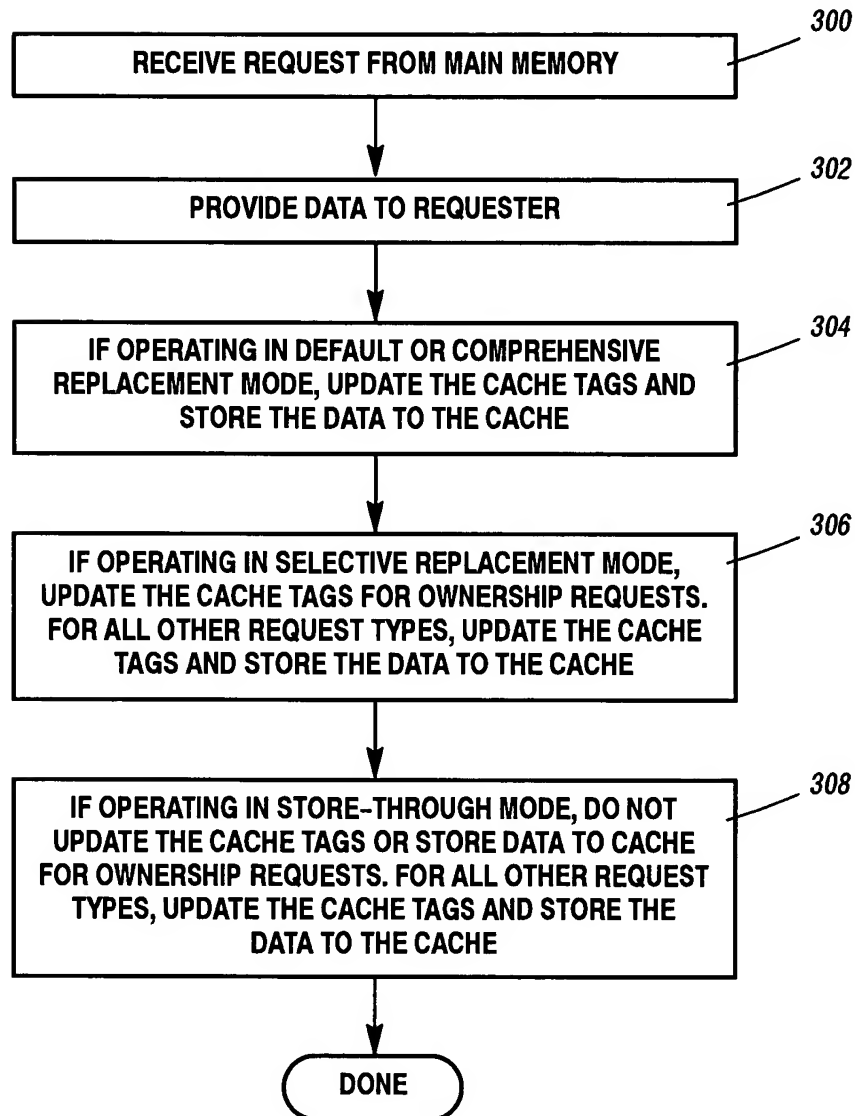 300
RECEIVE REQUEST FROM MAIN MEMORY
302
PROVIDE DATA TO REQUESTER
304
IF OPERATING IN DEFAULT OR COMPREHENSIVE
REPLACEMENT MODE, UPDATE THE CACHE TAGS AND
STORE THE DATA TO THE CACHE
306
IF OPERATING IN SELECTIVE REPLACEMENT MODE,
UPDATE THE CACHE TAGS FOR OWNERSHIP REQUESTS.
FOR ALL OTHER REQUEST TYPES, UPDATE THE CACHE
TAGS AND STORE THE DATA TO THE CACHE
308
IF OPERATING IN STORE-THROUGH MODE, DO NOT
UPDATE THE CACHE TAGS OR STORE DATA TO CACHE
FOR OWNERSHIP REQUESTS. FOR ALL OTHER REQUEST
TYPES, UPDATE THE CACHE TAGS AND STORE THE
DATA TO THE CACHE
DONE